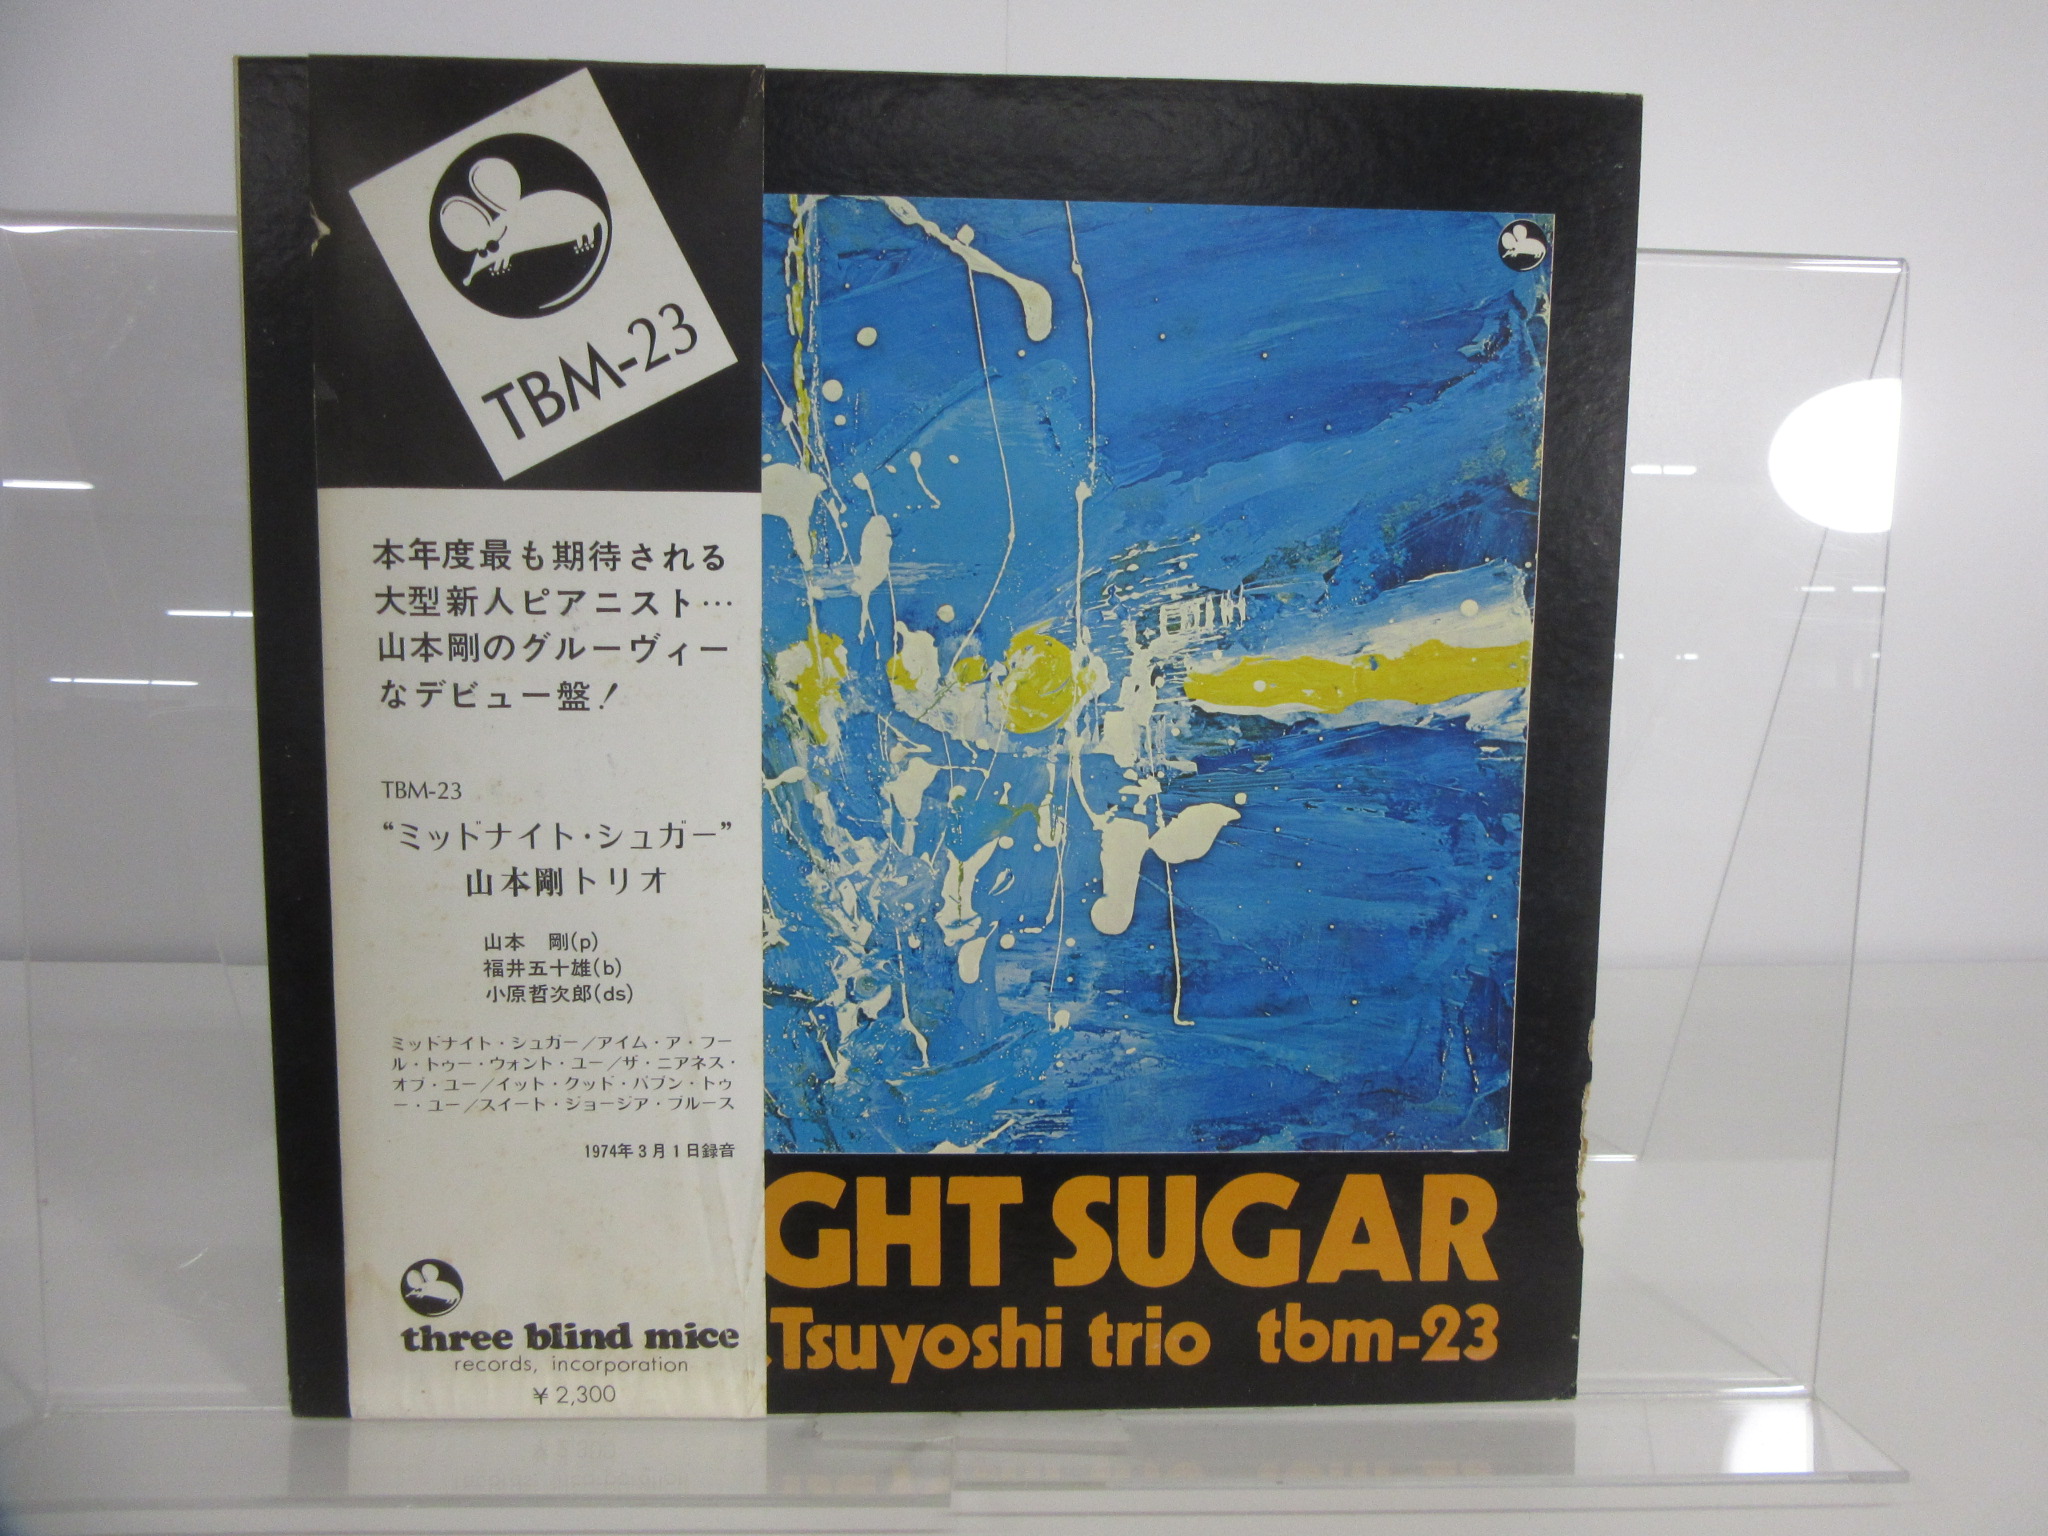 TBM-23
本年度最も期待される
大型新人ピアニスト…
山本剛のグルーヴィー
なデビュー盤!
TBM-23
“ミッドナイト・シュガー”
山本剛トリオ
山本 剛(p)
福井五十雄(b)
小原哲次郎(ds)
ミッドナイト・シュガー/アイム・ア・フー
ル・トゥー・ウォント・ユー/ザ・ニアネス・
オブ・ユー/イット・クッド・ハプン・トゥ
ー・ユー/スイート・ジョージア・ブルース
1974年3月1日録音
three blind mice
records, incorporation
¥2,300
GHT SUGAR
Tsuyoshi trio tbm-23